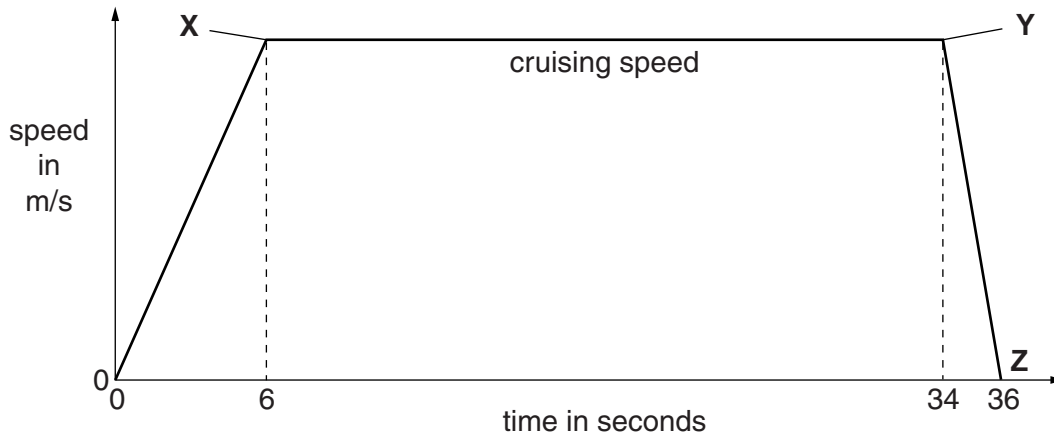 X
Y
cruising speed
speed
in
m/s
0
Z
0
6
34
36
time in seconds